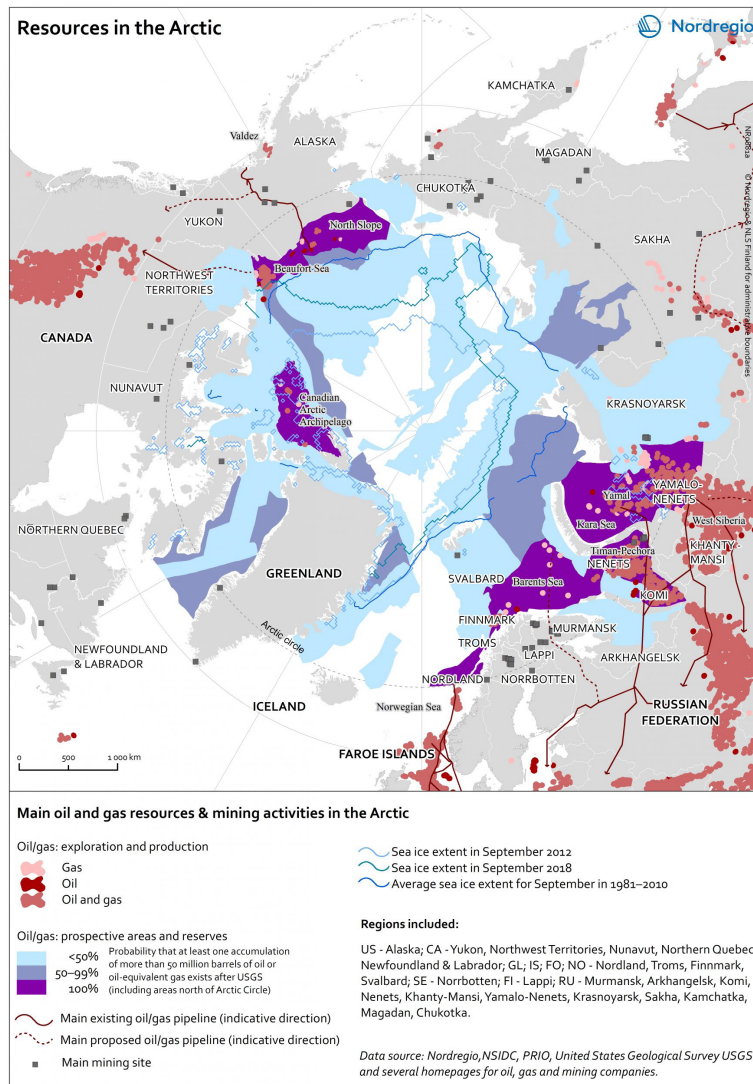 Resources in the Arctic
Nordregio
KAMCHATKA
Valdez
ALASKA
MAGADAN
CHUKOTKA
YUKON
North Slope
SAKHA
NORTHWEST
TERRITORIES
Beaufort Sea
CANADA
NUNAVUT
Canadian
Arctic
Archipelago
KRASNOYARSK
YAMALO-
NENETS
Yamal
Kara Sea
West Siberia
NORTHERN QUEBEC
KHANTY-
MANSI
Timan-Pechora
NENETS
GREENLAND
SVALBARD
Barents Sea
KOMI
FINNMARK
MURMANSK
Arctic circle
TROMS
LAPPI
ARKHANGELSK
NEWFOUNDLAND
& LABRADOR
NORDLAND
NORRBOTTEN
ICELAND
Norwegian Sea
RUSSIAN
FEDERATION
FAROE ISLANDS
0 500 1 000 km
© Nordregio & NLS Finland for administrative boundaries
Main oil and gas resources & mining activities in the Arctic
Oil/gas: exploration and production
Gas
Oil
Oil and gas
Oil/gas: prospective areas and reserves
<50%
50–99%
100%
Probability that at least one accumulation
of more than 50 million barrels of oil or
oil-equivalent gas exists after USGS
(including areas north of Arctic Circle)
Main existing oil/gas pipeline (indicative direction)
Main proposed oil/gas pipeline (indicative direction)
Main mining site
Sea ice extent in September 2012
Sea ice extent in September 2018
Average sea ice extent for September in 1981–2010
Regions included:
US - Alaska; CA - Yukon, Northwest Territories, Nunavut, Northern Quebec
Newfoundland & Labrador; GL; IS; FO; NO - Nordland, Troms, Finnmark,
Svalbard; SE - Norrbotten; FI - Lappi; RU - Murmansk, Arkhangelsk, Komi,
Nenets, Khanty-Mansi, Yamalo-Nenets, Krasnoyarsk, Sakha, Kamchatka,
Magadan, Chukotka.
Data source: Nordregio,NSIDC, PRIO, United States Geological Survey USGS
and several homepages for oil, gas and mining companies.